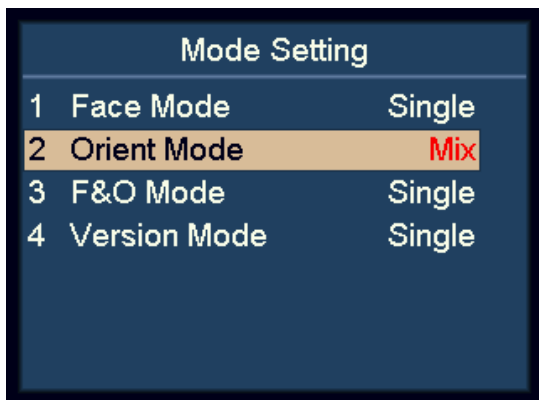 Mode Setting
1 Face Mode Single
2 Orient Mode Mix
3 F&O Mode Single
4 Version Mode Single